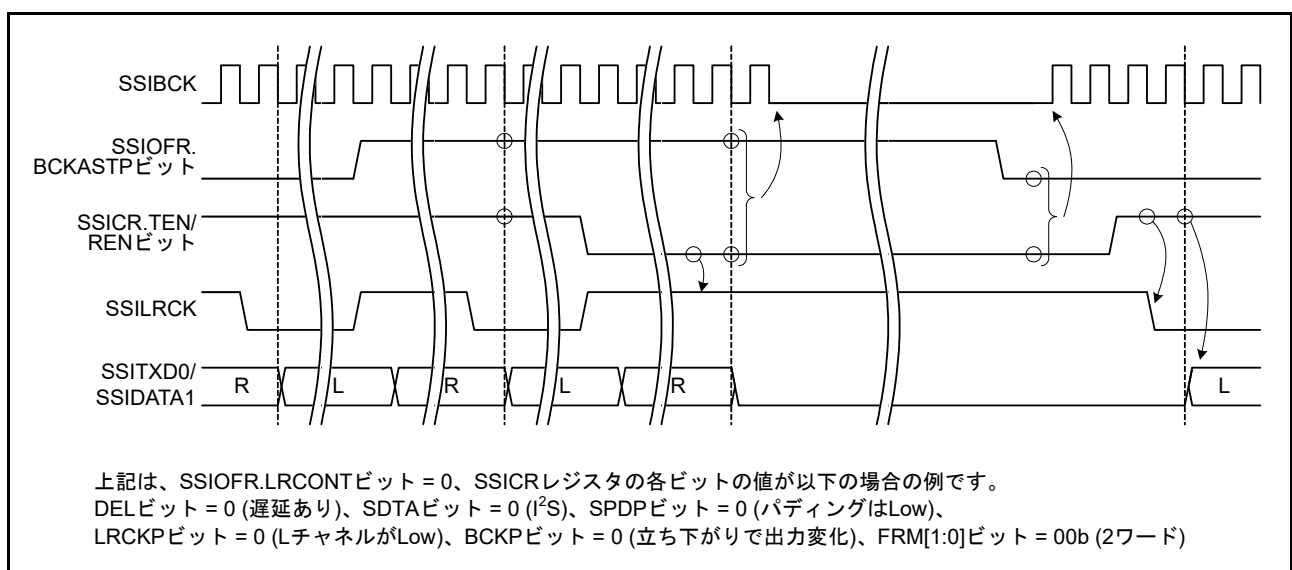 SSIBCK
SSIOFR.
BCKASTPビット
SSICR.TEN/
RENビット
SSILRCK
SSITXD0/
SSIDATA1
R L R L R L
上記は、SSIOFR.LRCONTビット = 0、SSICRレジスタの各ビットの値が以下の場合の例です。
DELビット = 0 (遅延あり)、SDTAビット = 0 (I²S)、SPDPビット = 0 (パディングはLow)、
LRCKPビット = 0 (LチャネルがLow)、BCKPビット = 0 (立ち下がりで出力変化)、FRM[1:0]ビット = 00b (2ワード)